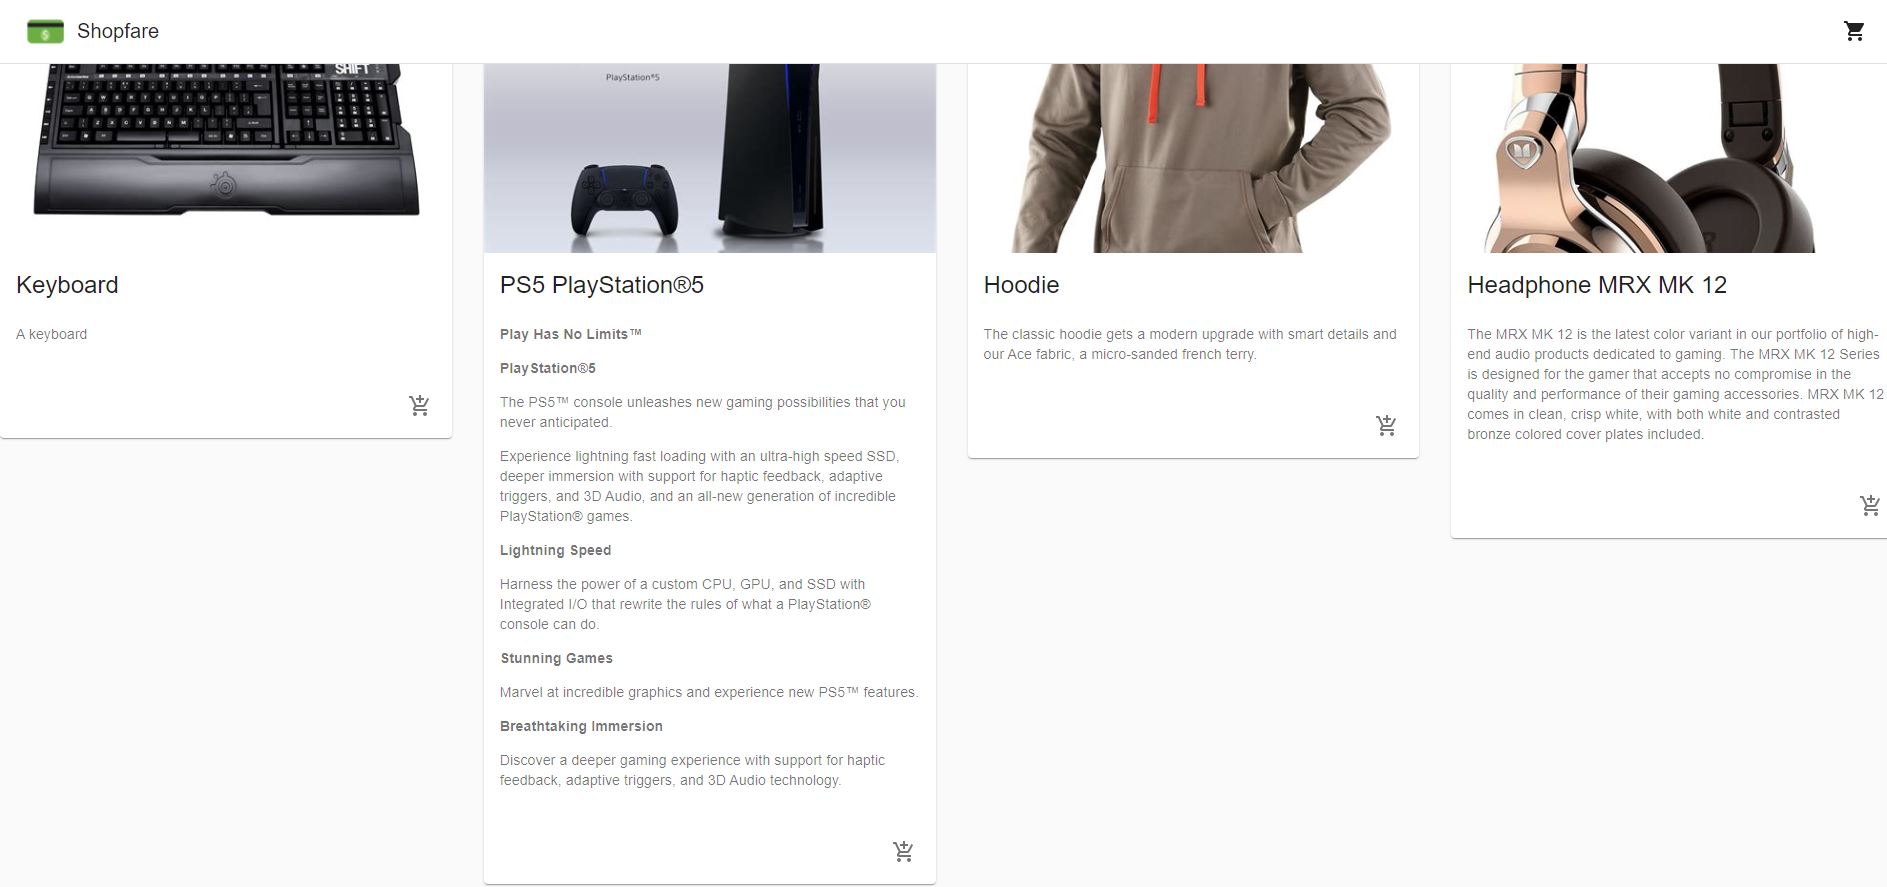 Shopfare
SHIFT
PlayStation®5
Keyboard
A keyboard
PS5 PlayStation®5
Play Has No Limits™
PlayStation®5
The PS5™ console unleashes new gaming possibilities that you
never anticipated.
Experience lightning fast loading with an ultra-high speed SSD,
deeper immersion with support for haptic feedback, adaptive
triggers, and 3D Audio, and an all-new generation of incredible
PlayStation® games.
Lightning Speed
Harness the power of a custom CPU, GPU, and SSD with
Integrated I/O that rewrite the rules of what a PlayStation®
console can do.
Stunning Games
Marvel at incredible graphics and experience new PS5™ features.
Breathtaking Immersion
Discover a deeper gaming experience with support for haptic
feedback, adaptive triggers, and 3D Audio technology.
Hoodie
The classic hoodie gets a modern upgrade with smart details and
our Ace fabric, a micro-sanded french terry.
Headphone MRX MK 12
The MRX MK 12 is the latest color variant in our portfolio of high-
end audio products dedicated to gaming. The MRX MK 12 Series
is designed for the gamer that accepts no compromise in the
quality and performance of their gaming accessories. MRX MK 12
comes in clean, crisp white, with both white and contrasted
bronze colored cover plates included.